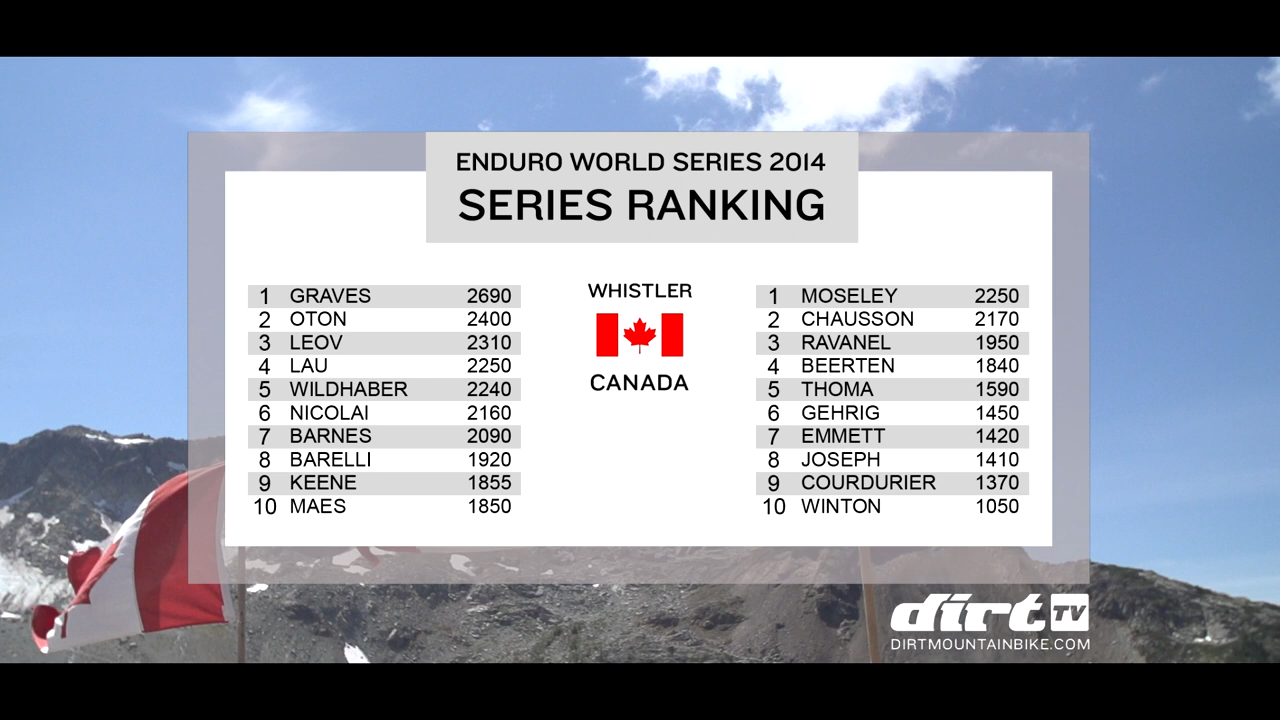 ENDURO WORLD SERIES 2014
SERIES RANKING
1 GRAVES 2690
2 OTON 2400
3 LEOV 2310
4 LAU 2250
5 WILDHABER 2240
6 NICOLAI 2160
7 BARNES 2090
8 BARELLI 1920
9 KEENE 1855
10 MAES 1850
WHISTLER
CANADA
1 MOSELEY 2250
2 CHAUSSON 2170
3 RAVANEL 1950
4 BEERTEN 1840
5 THOMA 1590
6 GEHRIG 1450
7 EMMETT 1420
8 JOSEPH 1410
9 COURDURIER 1370
10 WINTON 1050
dirt TV
DIRTMOUNTAINBIKE.COM